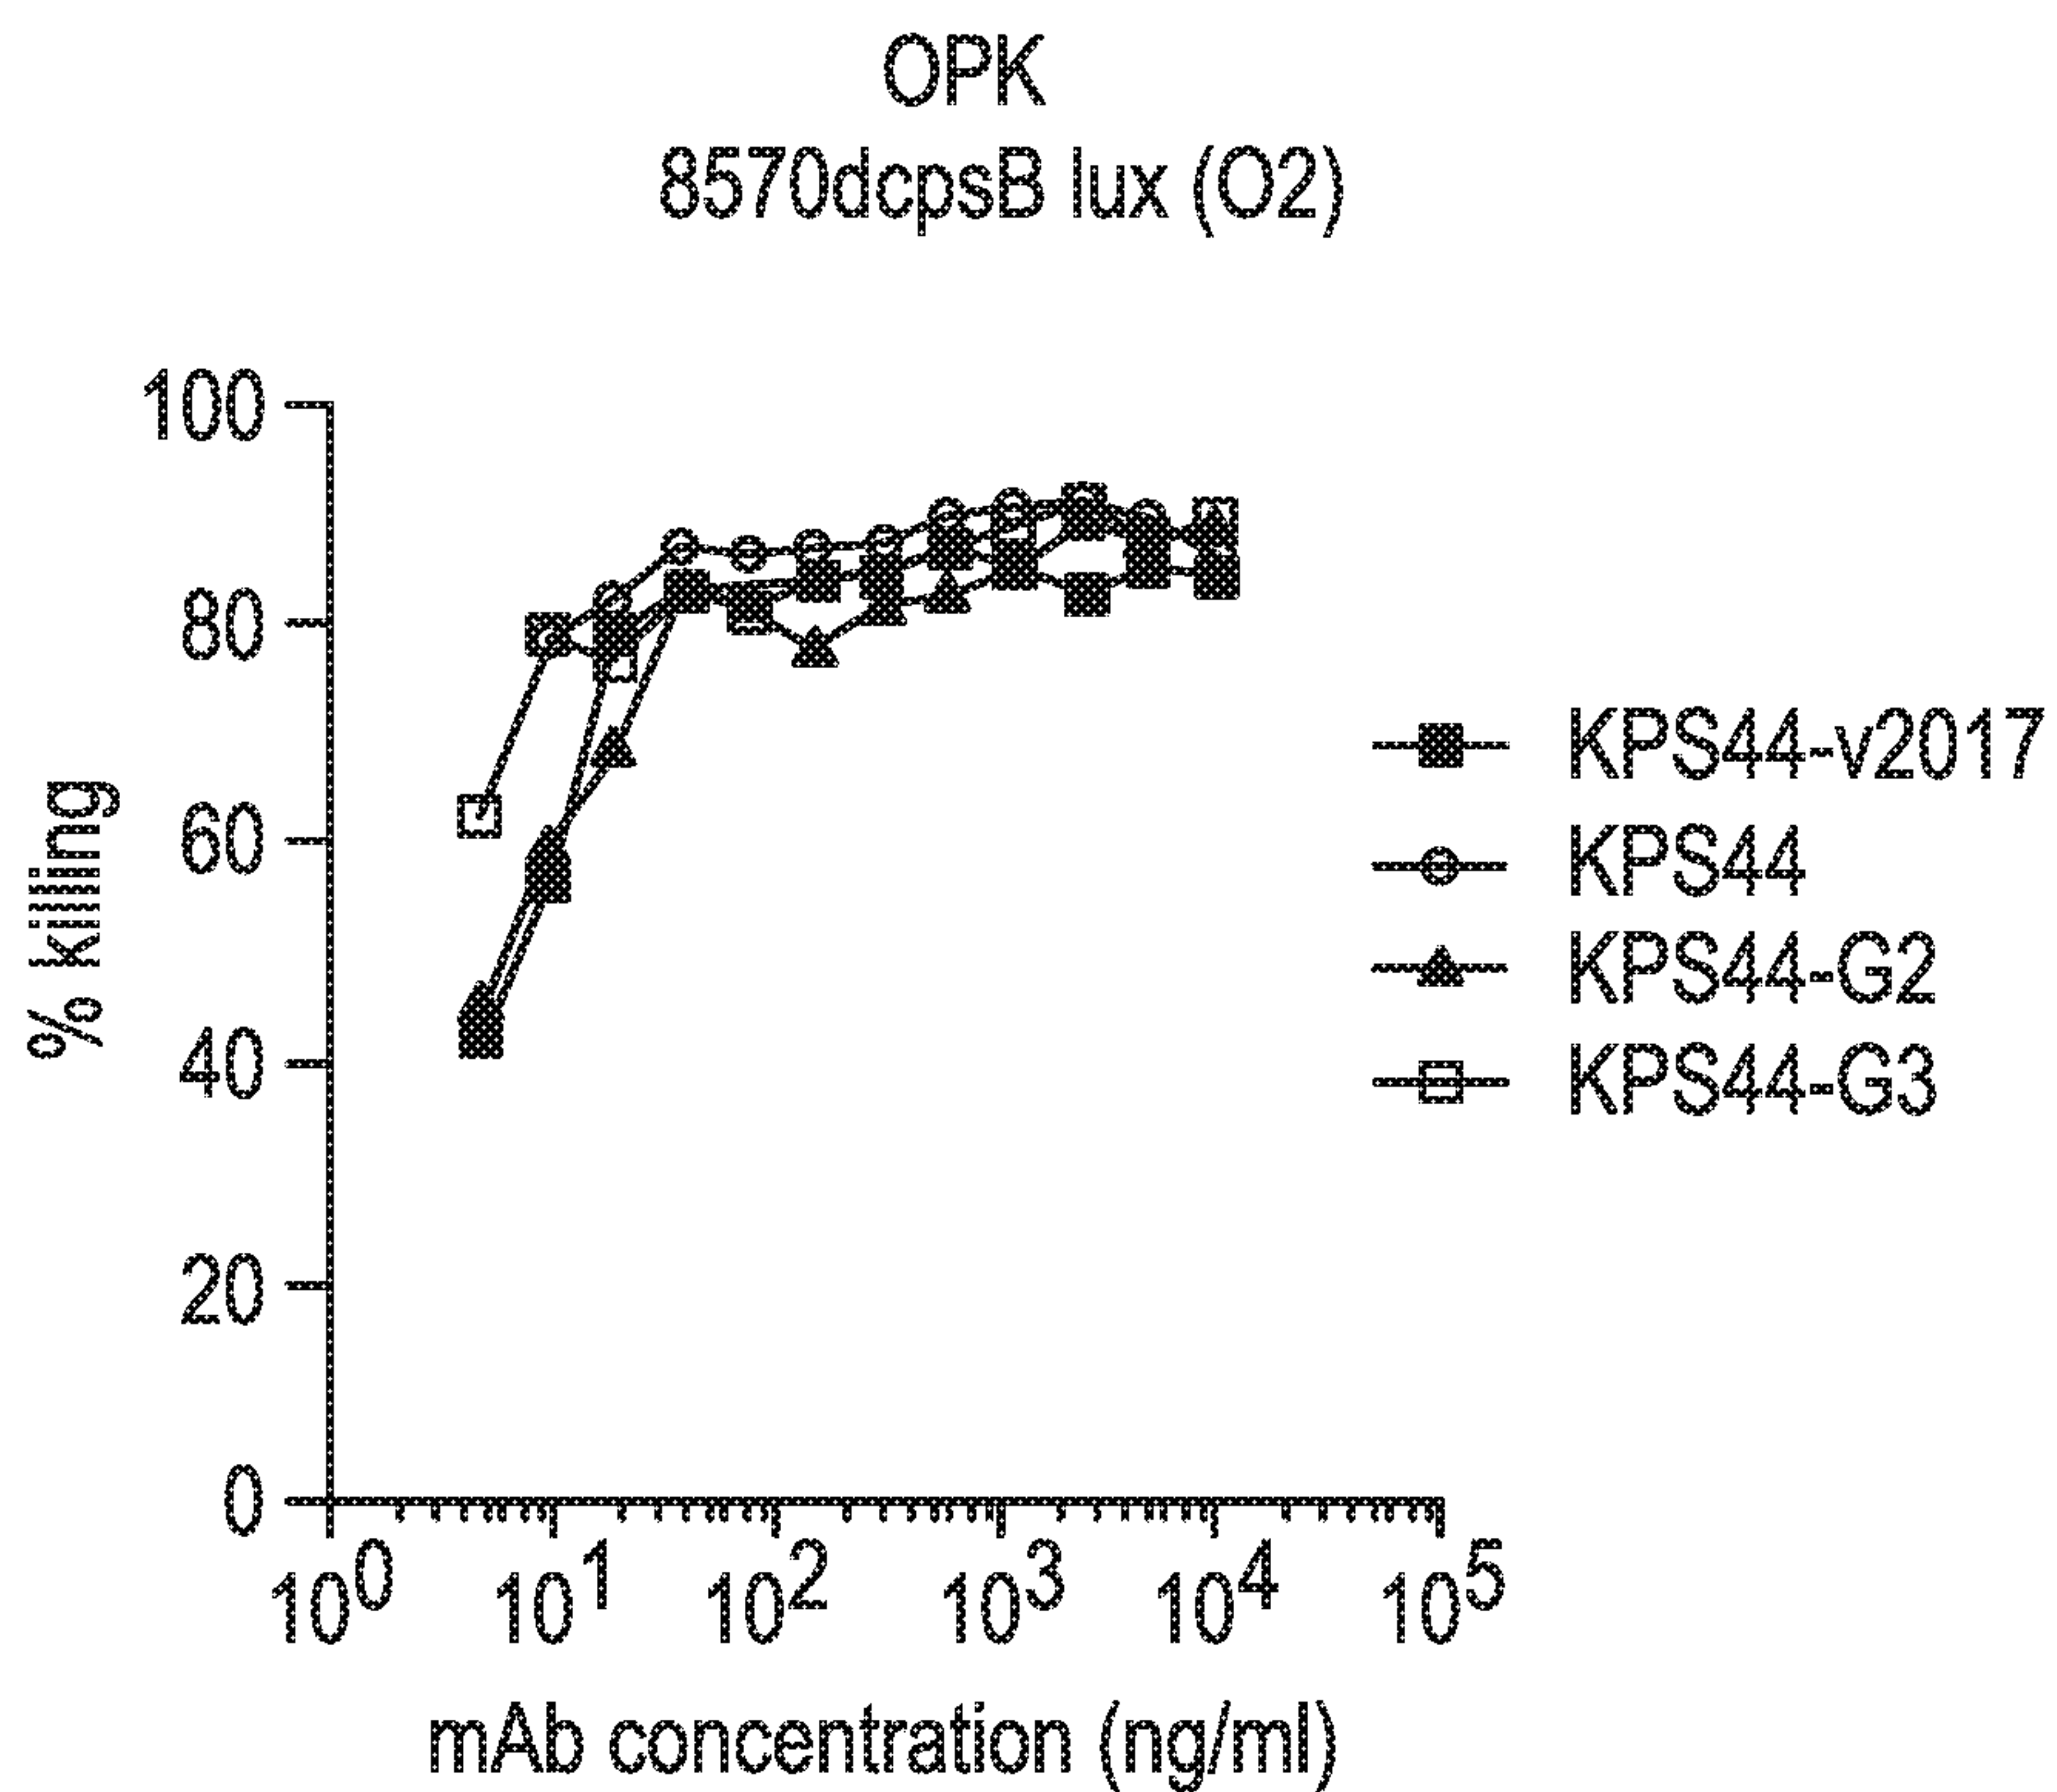 OPK
8570dcpsB lux (O2)
100
80
60
40
20
0
% killing
10^0 10^1 10^2 10^3 10^4 10^5
mAb concentration (ng/ml)
KPS44-v2017
KPS44
KPS44-G2
KPS44-G3